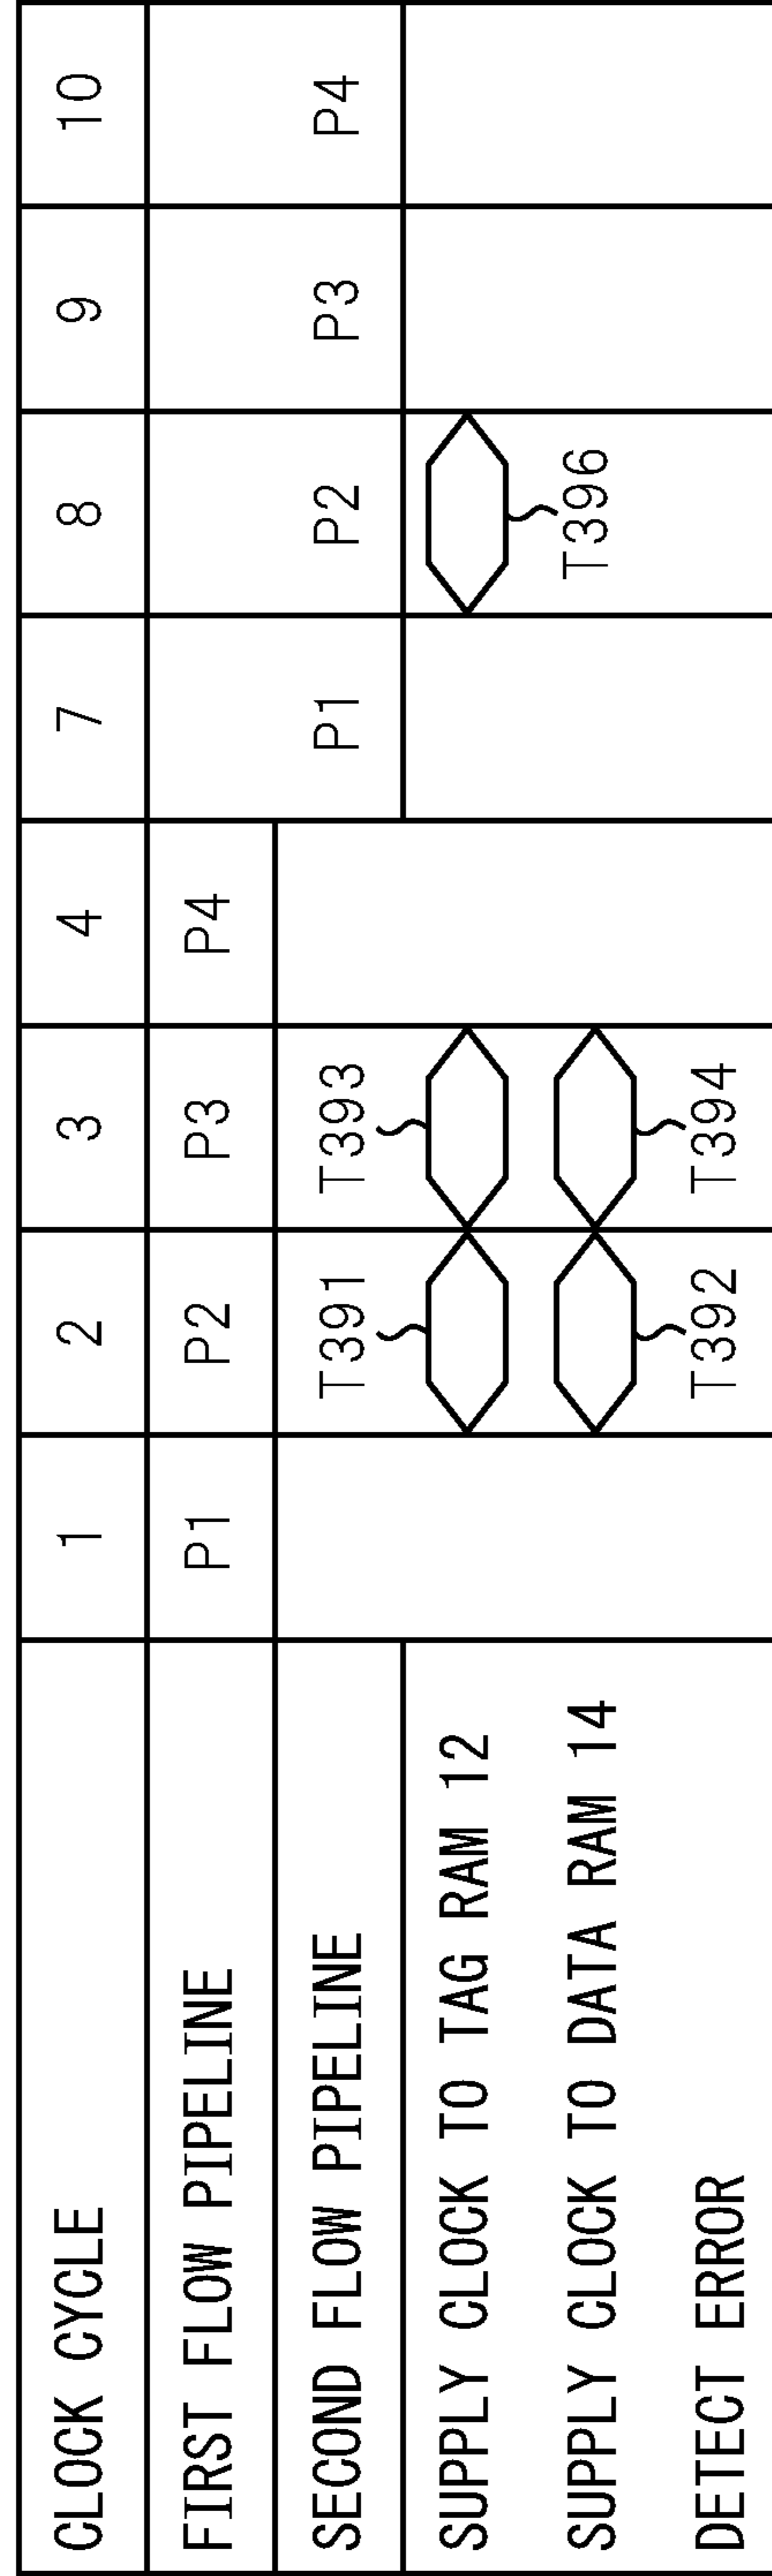 CLOCK CYCLE 1 2 3 4 7 8 9 10
FIRST FLOW PIPELINE P1 P2 P3 P4
SECOND FLOW PIPELINE P1 P2 P3 P4
T391 T393
SUPPLY CLOCK TO TAG RAM 12
SUPPLY CLOCK TO DATA RAM 14
T396
DETECT ERROR
T392 T394